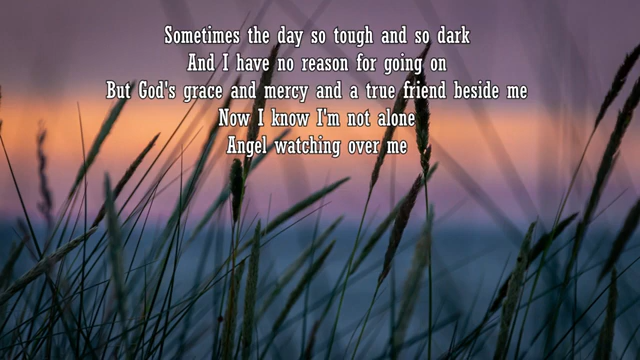 Sometimes the day so tough and so dark
And I have no reason for going on
But God's grace and mercy and a true friend beside me
Now I know I'm not alone
Angel watching over me